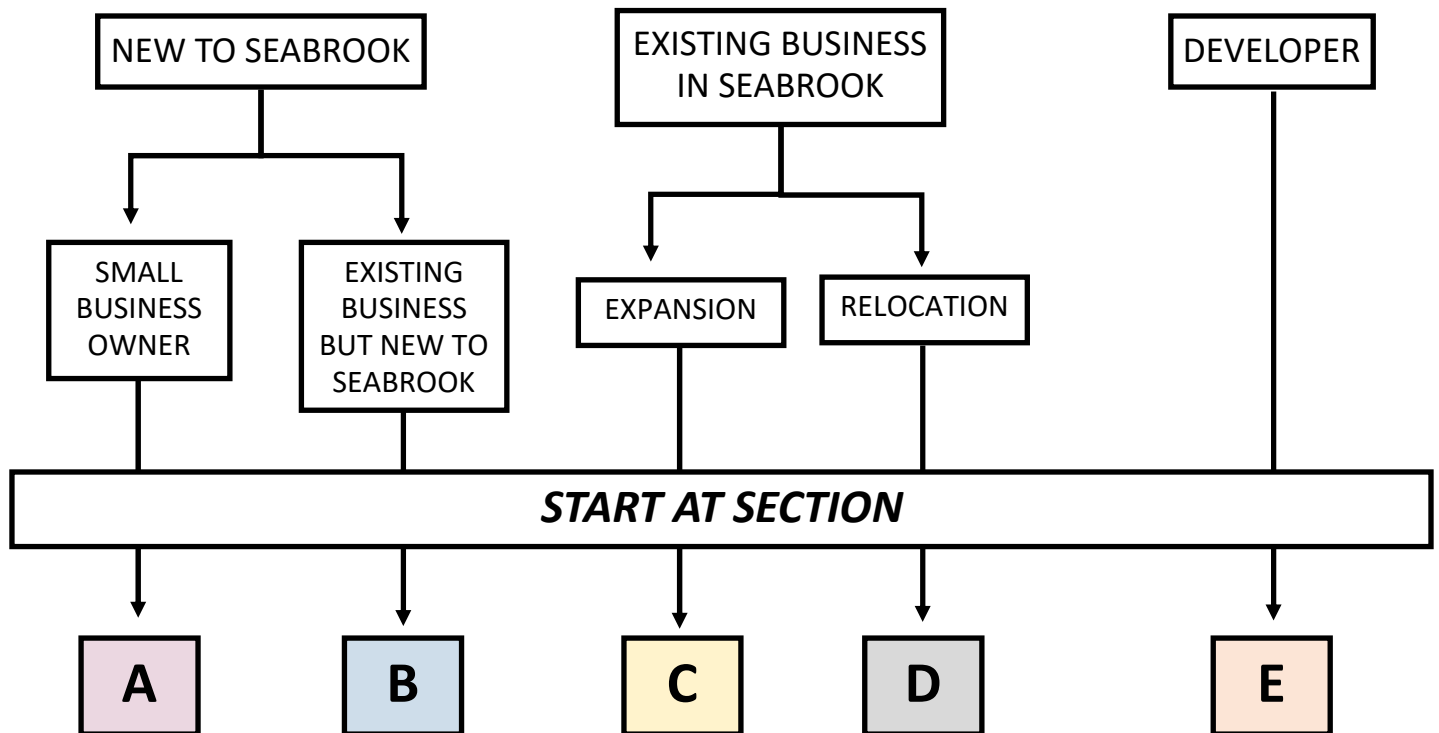 NEW TO SEABROOK
EXISTING BUSINESS
IN SEABROOK
DEVELOPER
SMALL
BUSINESS
OWNER
EXISTING
BUSINESS
BUT NEW TO
SEABROOK
EXPANSION
RELOCATION
START AT SECTION
A
B
C
D
E